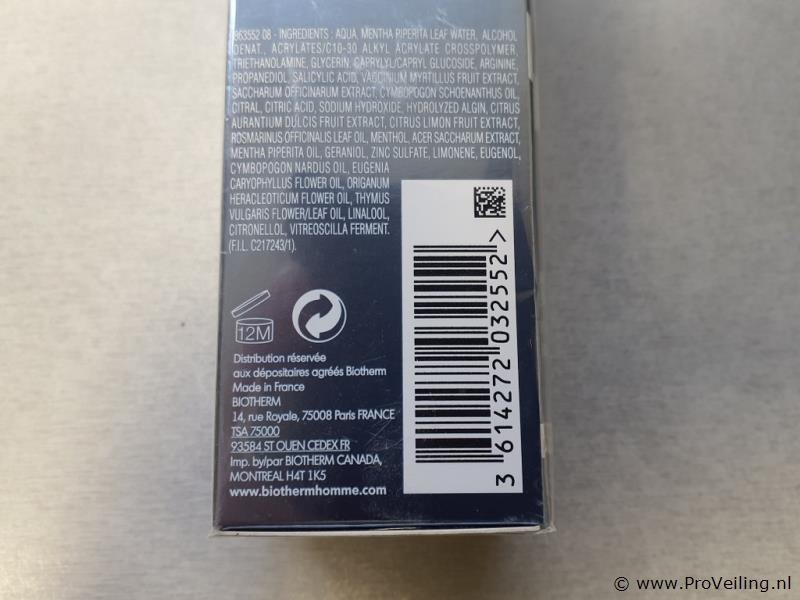 863552 08 - INGREDIENTS : AQUA, MENTHA PIPERITA LEAF WATER, ALCOHOL
DENAT., ACRYLATES/C10-30 ALKYL ACRYLATE CROSSPOLYMER,
TRIETHANOLAMINE, GLYCERIN, CAPRYLYL/CAPRYL GLUCOSIDE, ARGININE,
PROPANEDIOL, SALICYLIC ACID, VACCINIUM MYRTILLUS FRUIT EXTRACT,
SACCHARUM OFFICINARUM EXTRACT, CYMBOPOGON SCHOENANTHUS OIL,
CITRAL, CITRIC ACID, SODIUM HYDROXIDE, HYDROLYZED ALGIN, CITRUS
AURANTIUM DULCIS FRUIT EXTRACT, CITRUS LIMON FRUIT EXTRACT,
ROSMARINUS OFFICINALIS LEAF OIL, MENTHOL, ACER SACCHARUM EXTRACT,
MENTHA PIPERITA OIL, GERANIOL, ZINC SULFATE, LIMONENE, EUGENOL,
CYMBOPOGON NARDUS OIL, EUGENIA
CARYOPHYLLUS FLOWER OIL, ORIGANUM
HERACLEOTICUM FLOWER OIL, THYMUS
VULGARIS FLOWER/LEAF OIL, LINALOOL,
CITRONELLOL, VITREOSCILLA FERMENT.
(F.I.L. C217243/1).
12M
Distribution réservée
aux dépositaires agréés Biotherm
Made in France
BIOTHERM
14, rue Royale, 75008 Paris FRANCE
TSA 75000
93584 ST OUEN CEDEX FR
Imp. by/par BIOTHERM CANADA,
MONTREAL H4T 1K5
www.biothermhomme.com
3 614272 032552 >
© www.ProVeiling.nl